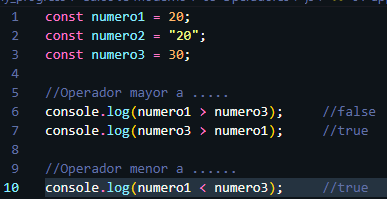 1 const numero1 = 20;
2 const numero2 = "20";
3 const numero3 = 30;
4
5 //Operador mayor a .....
6 console.log(numero1 > numero3); //false
7 console.log(numero3 > numero1); //true
8
9 //Operador menor a ......
10 console.log(numero1 < numero3); //true